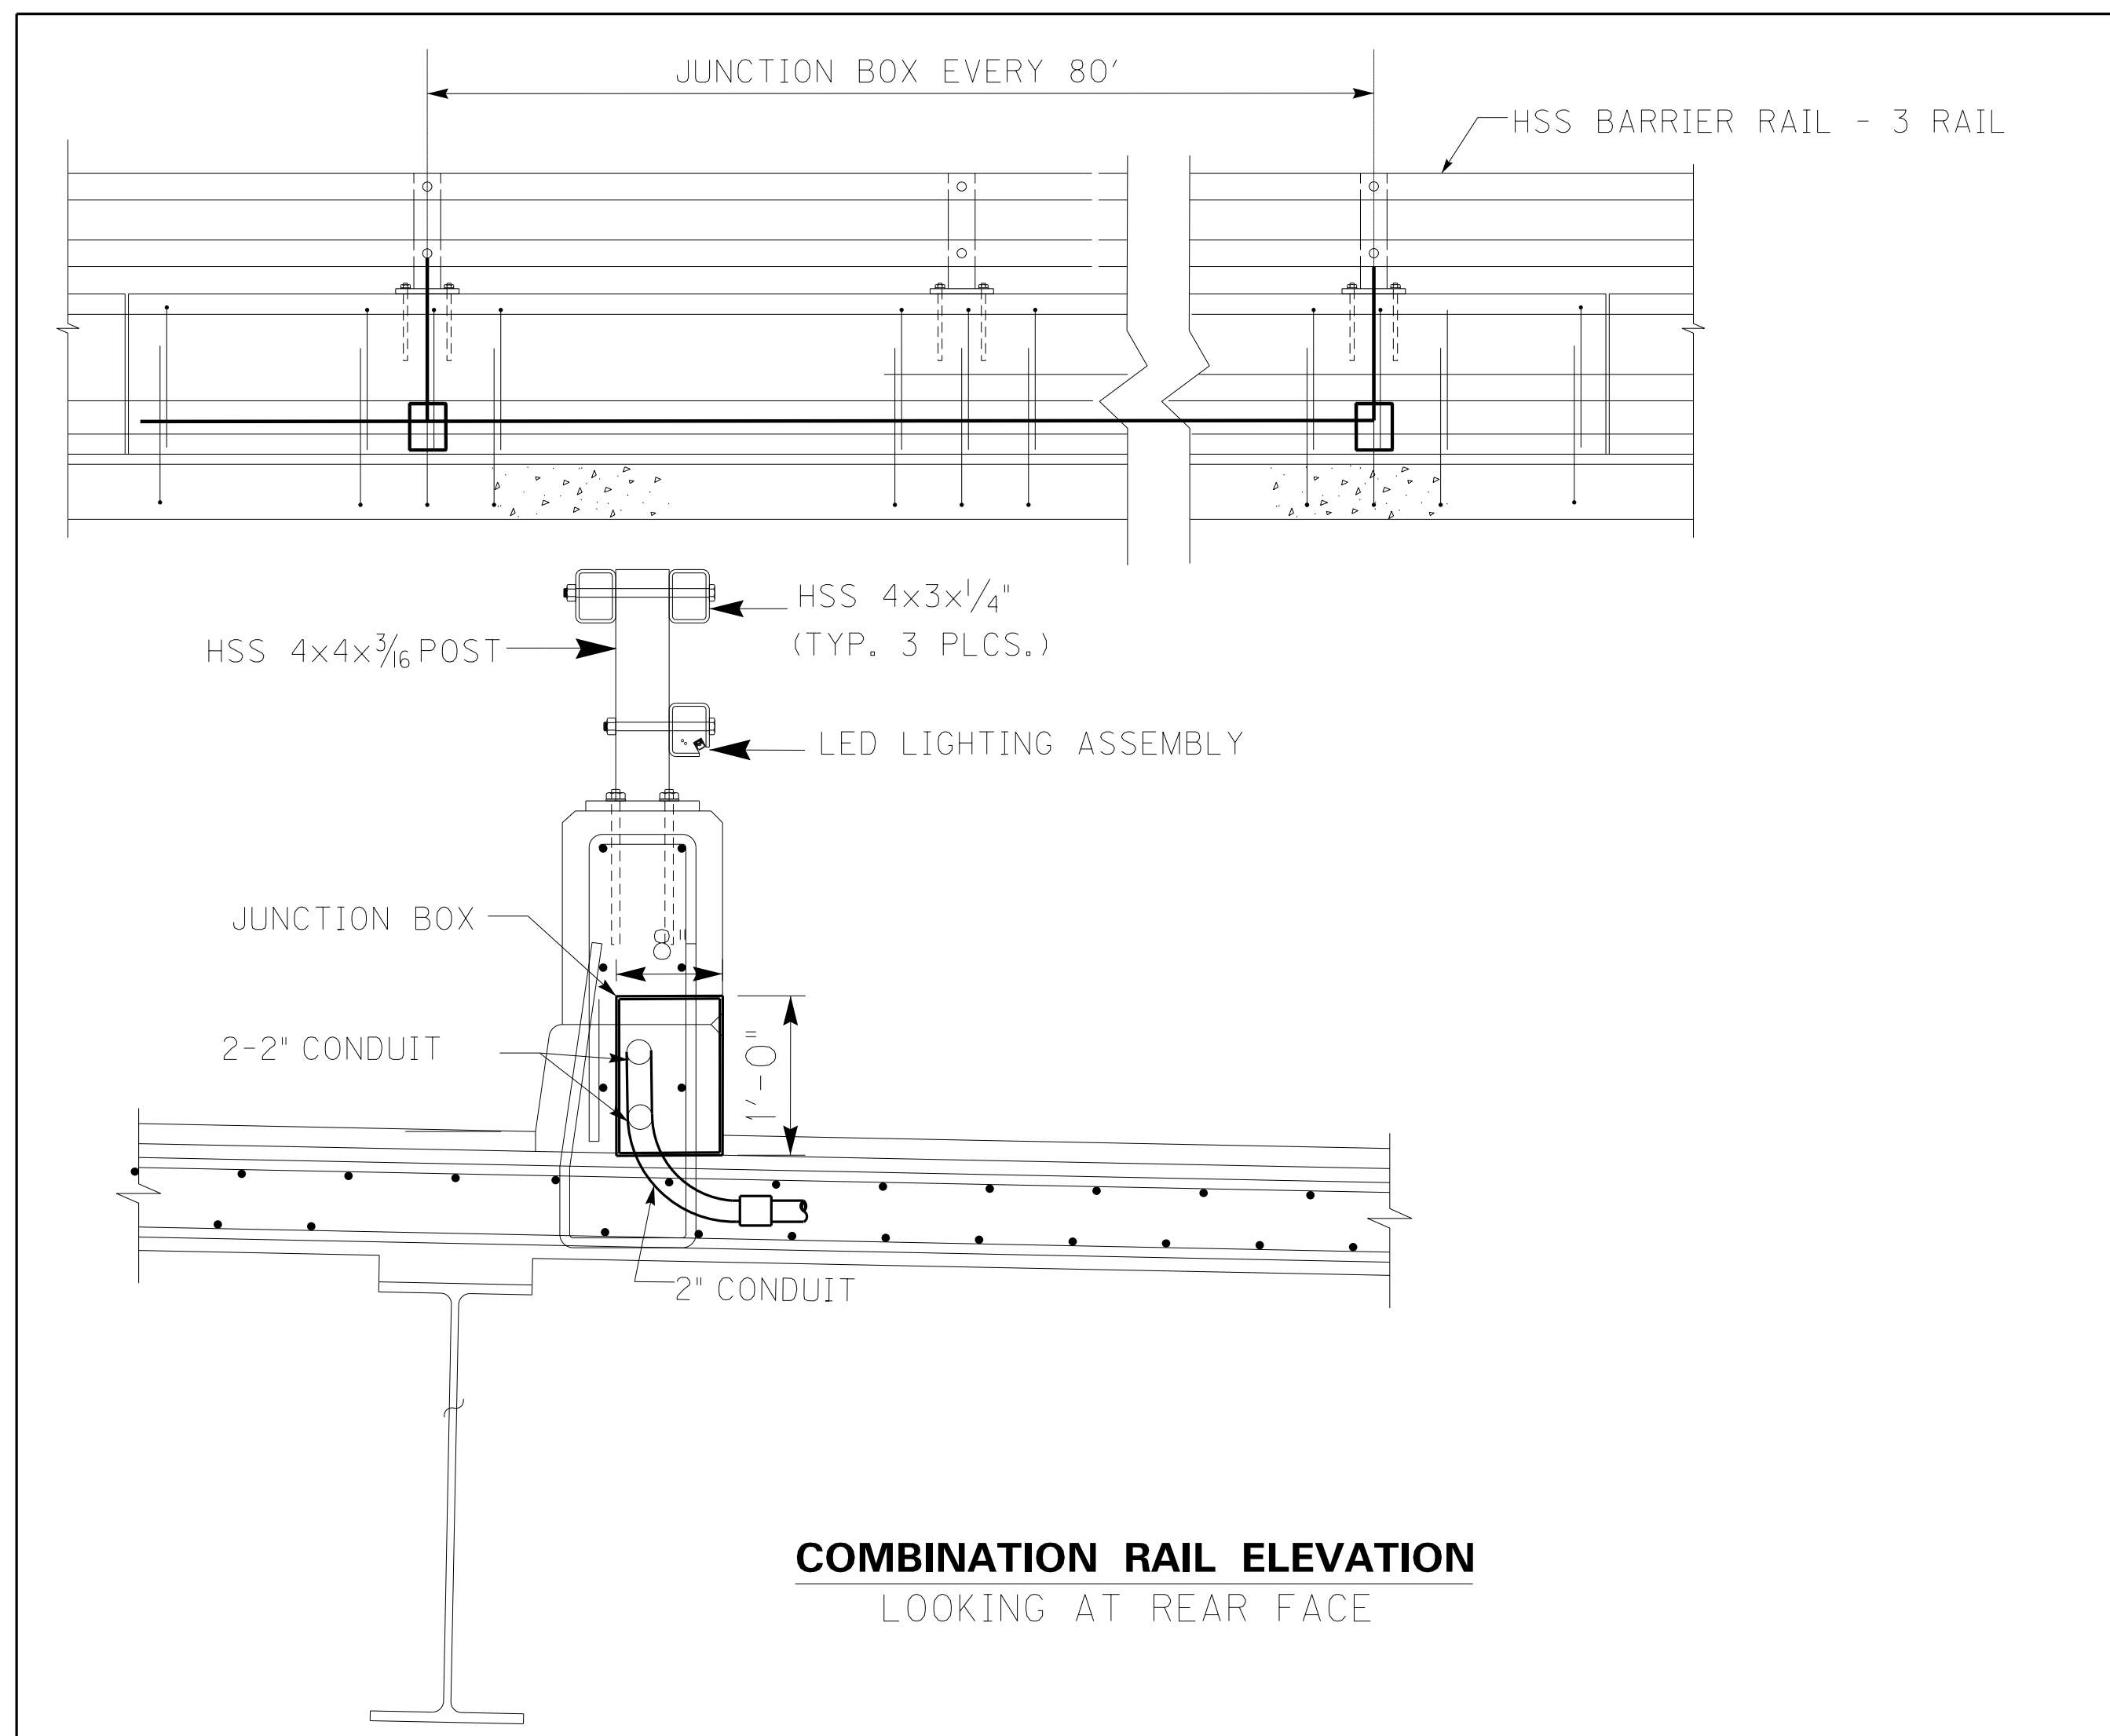 JUNCTION BOX EVERY 80'
HSS BARRIER RAIL - 3 RAIL
HSS 4x3x1/4"
(TYP. 3 PLCS.)
HSS 4x4x3/16 POST
LED LIGHTING ASSEMBLY
JUNCTION BOX
8"
2-2" CONDUIT
1'-0"
2" CONDUIT
COMBINATION RAIL ELEVATION
LOOKING AT REAR FACE